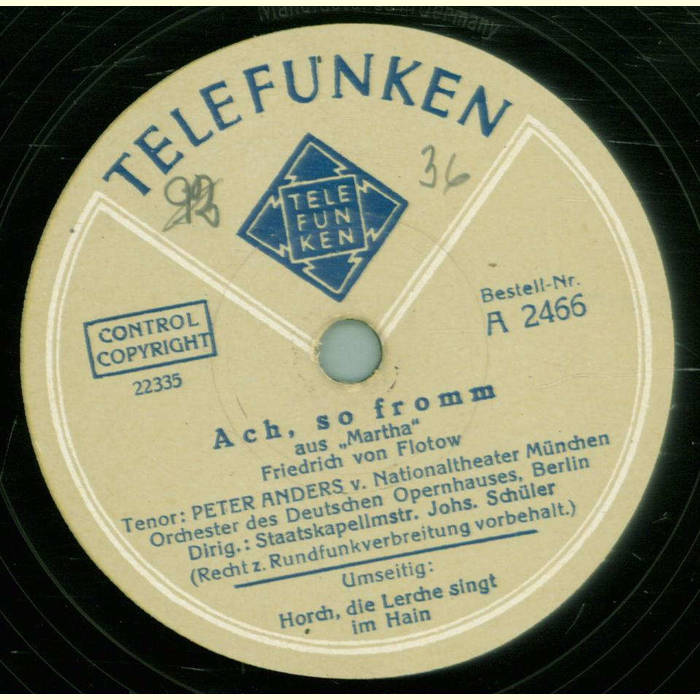 TELEFUNKEN
36
TELE
FUN
KEN
Bestell-Nr.
A 2466
CONTROL
COPYRIGHT
22335
Ach, so fromm
aus „Martha“
Friedrich von Flotow
Tenor: PETER ANDERS v. Nationaltheater München
Orchester des Deutschen Opernhauses, Berlin
Dirig.: Staatskapellmstr. Johs. Schüler
(Recht z. Rundfunkverbreitung vorbehalt.)
Umseitig:
Horch, die Lerche singt
im Hain